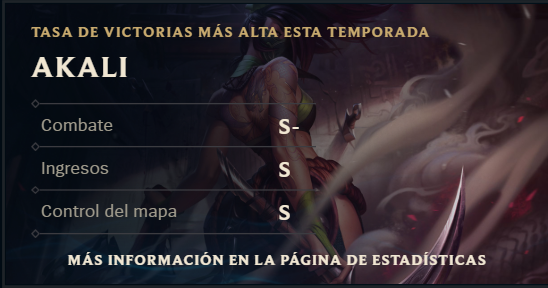 TASA DE VICTORIAS MÁS ALTA ESTA TEMPORADA
AKALI
Combate S-
Ingresos S
Control del mapa S
MÁS INFORMACIÓN EN LA PÁGINA DE ESTADÍSTICAS